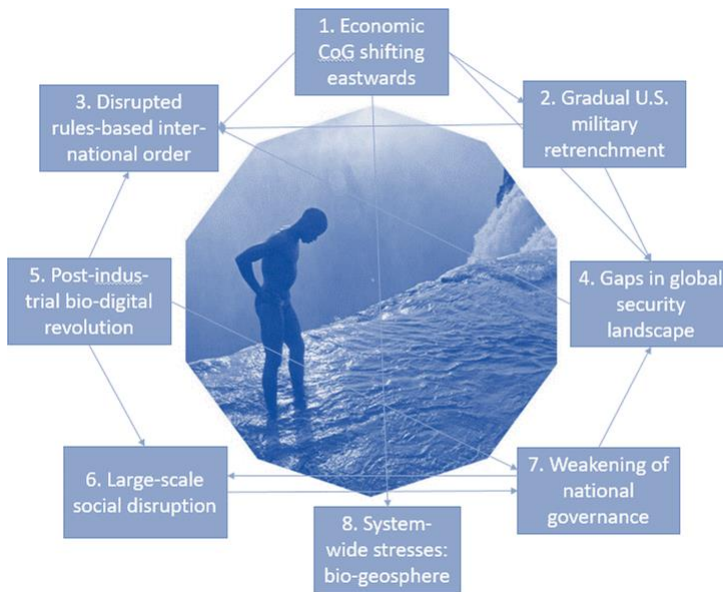 1. Economic
CoG shifting
eastwards
3. Disrupted
rules-based inter-
national order
2. Gradual U.S.
military
retrenchment
5. Post-indus-
trial bio-digital
revolution
4. Gaps in global
security
landscape
6. Large-scale
social disruption
7. Weakening of
national
governance
8. System-
wide stresses:
bio-geosphere